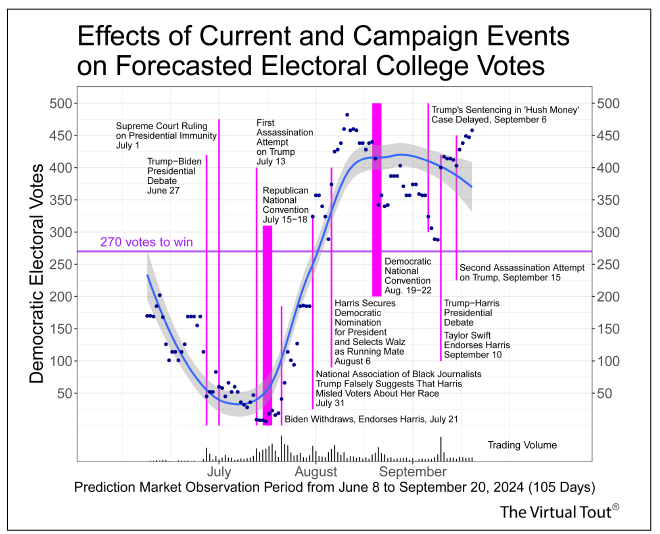 Effects of Current and Campaign Events
on Forecasted Electoral College Votes
Democratic Electoral Votes
500
450
400
350
300
250
200
150
100
50
500
450
400
350
300
250
200
150
100
50
Supreme Court Ruling
on Presidential Immunity
July 1
Trump–Biden
Presidential
Debate
June 27
First
Assassination
Attempt
on Trump
July 13
Republican
National
Convention
July 15–18
Trump's Sentencing in 'Hush Money'
Case Delayed, September 6
270 votes to win
Democratic
National
Convention
Aug. 19–22
Second Assassination Attempt
on Trump, September 15
Harris Secures
Democratic
Nomination
for President
and Selects Walz
as Running Mate
August 6
Trump–Harris
Presidential
Debate
Taylor Swift
Endorses Harris
September 10
National Association of Black Journalists
Trump Falsely Suggests That Harris
Misled Voters About Her Race
July 31
Biden Withdraws, Endorses Harris, July 21
Trading Volume
July
August
September
Prediction Market Observation Period from June 8 to September 20, 2024 (105 Days)
The Virtual Tout®